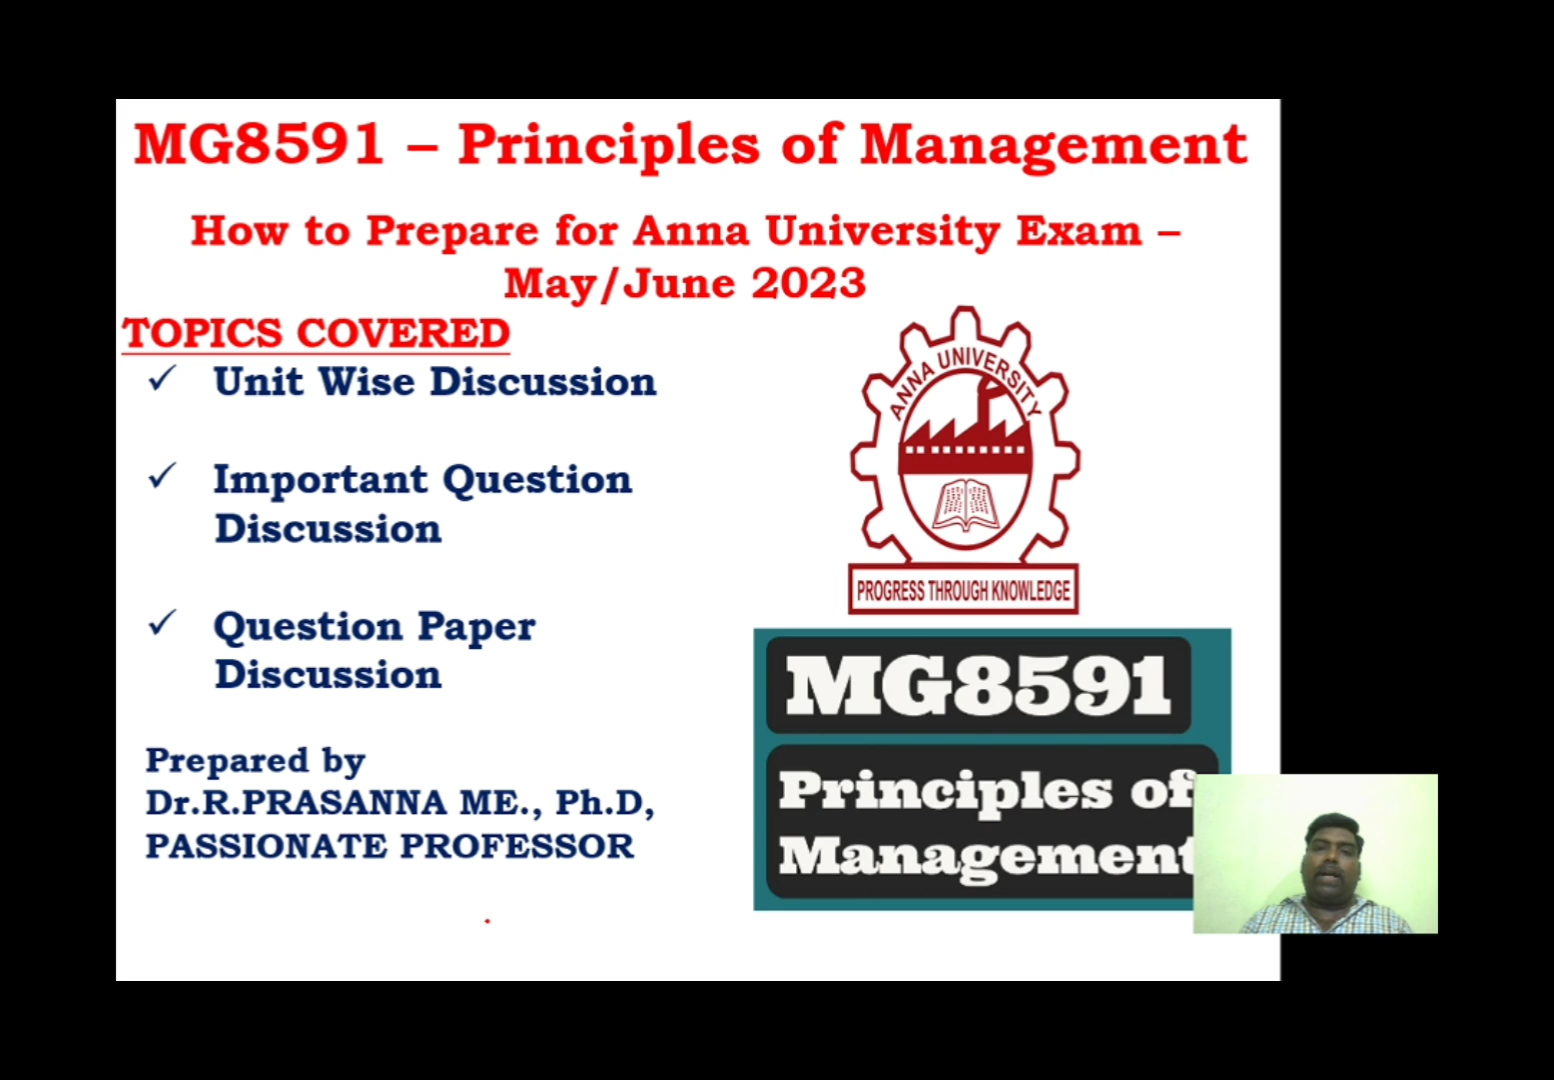 MG8591 – Principles of Management
How to Prepare for Anna University Exam –
May/June 2023
TOPICS COVERED
✓ Unit Wise Discussion
✓ Important Question
Discussion
✓ Question Paper
Discussion
Prepared by
Dr.R.PRASANNA ME., Ph.D,
PASSIONATE PROFESSOR
ANNA UNIVERSITY
PROGRESS THROUGH KNOWLEDGE
MG8591
Principles of
Management